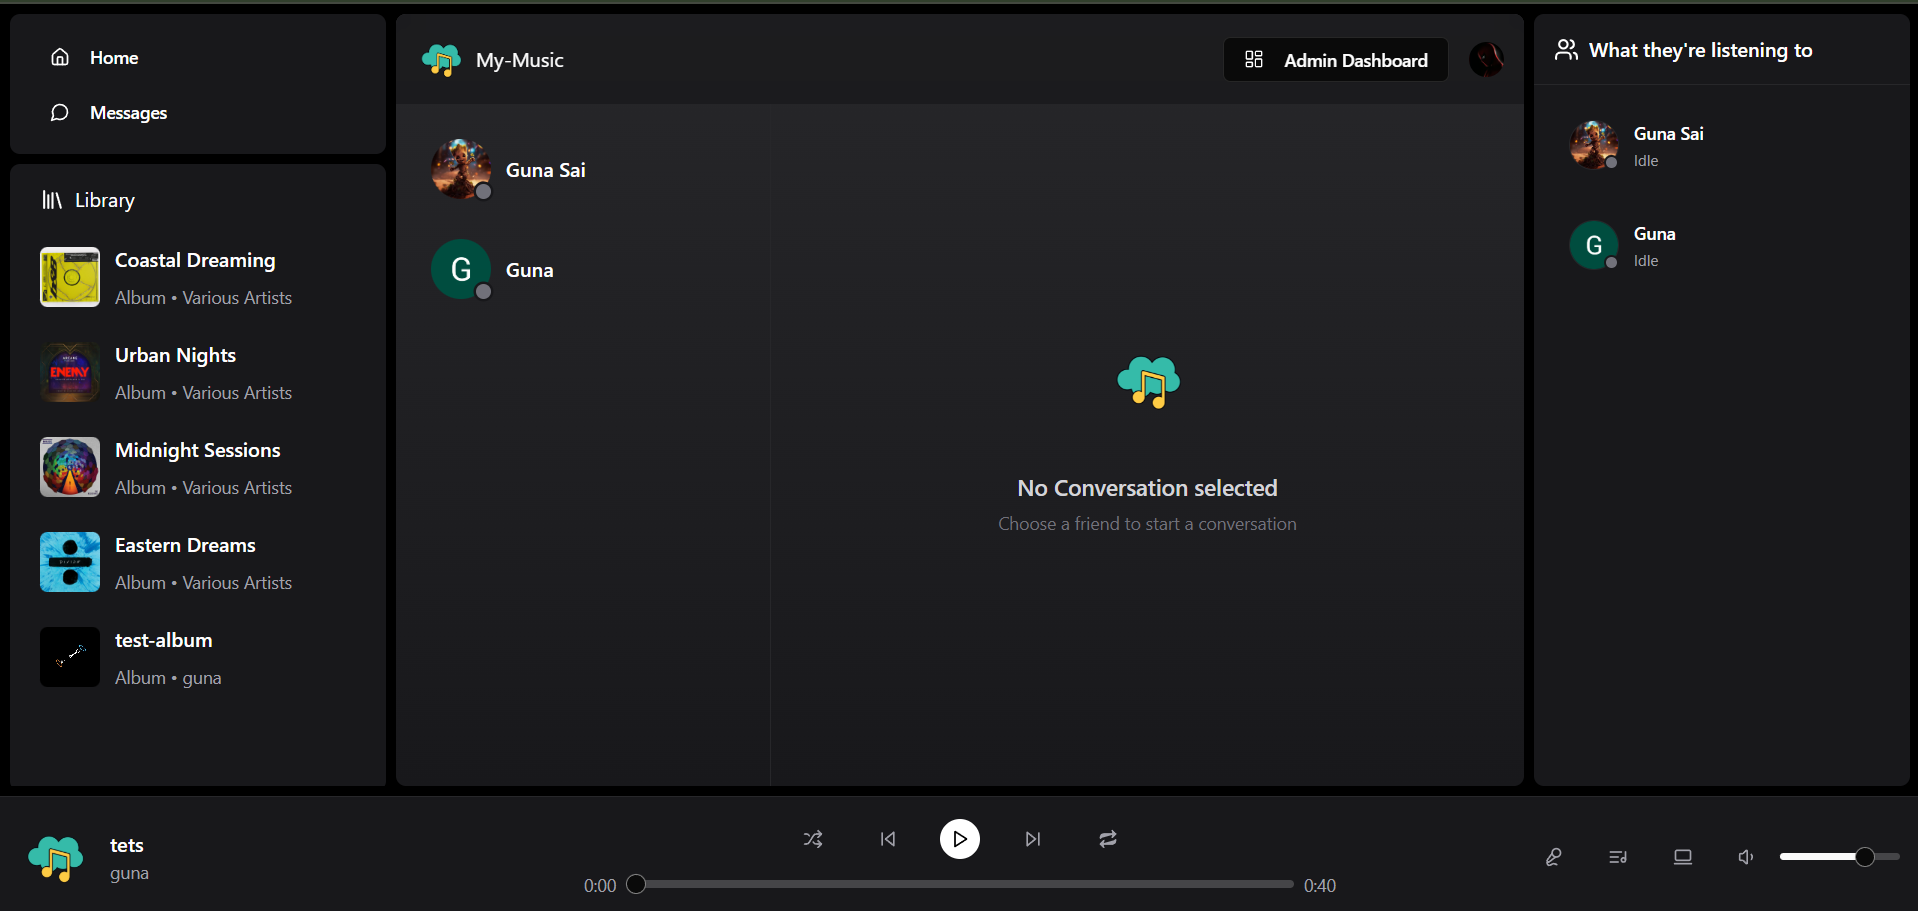 Home
Messages
Library
Coastal Dreaming
Album • Various Artists
Urban Nights
Album • Various Artists
ENEMY
Midnight Sessions
Album • Various Artists
Eastern Dreams
Album • Various Artists
test-album
Album • guna
My-Music
Admin Dashboard
Guna Sai
G
Guna
No Conversation selected
Choose a friend to start a conversation
What they're listening to
Guna Sai
Idle
G
Guna
Idle
tets
guna
0:00
0:40